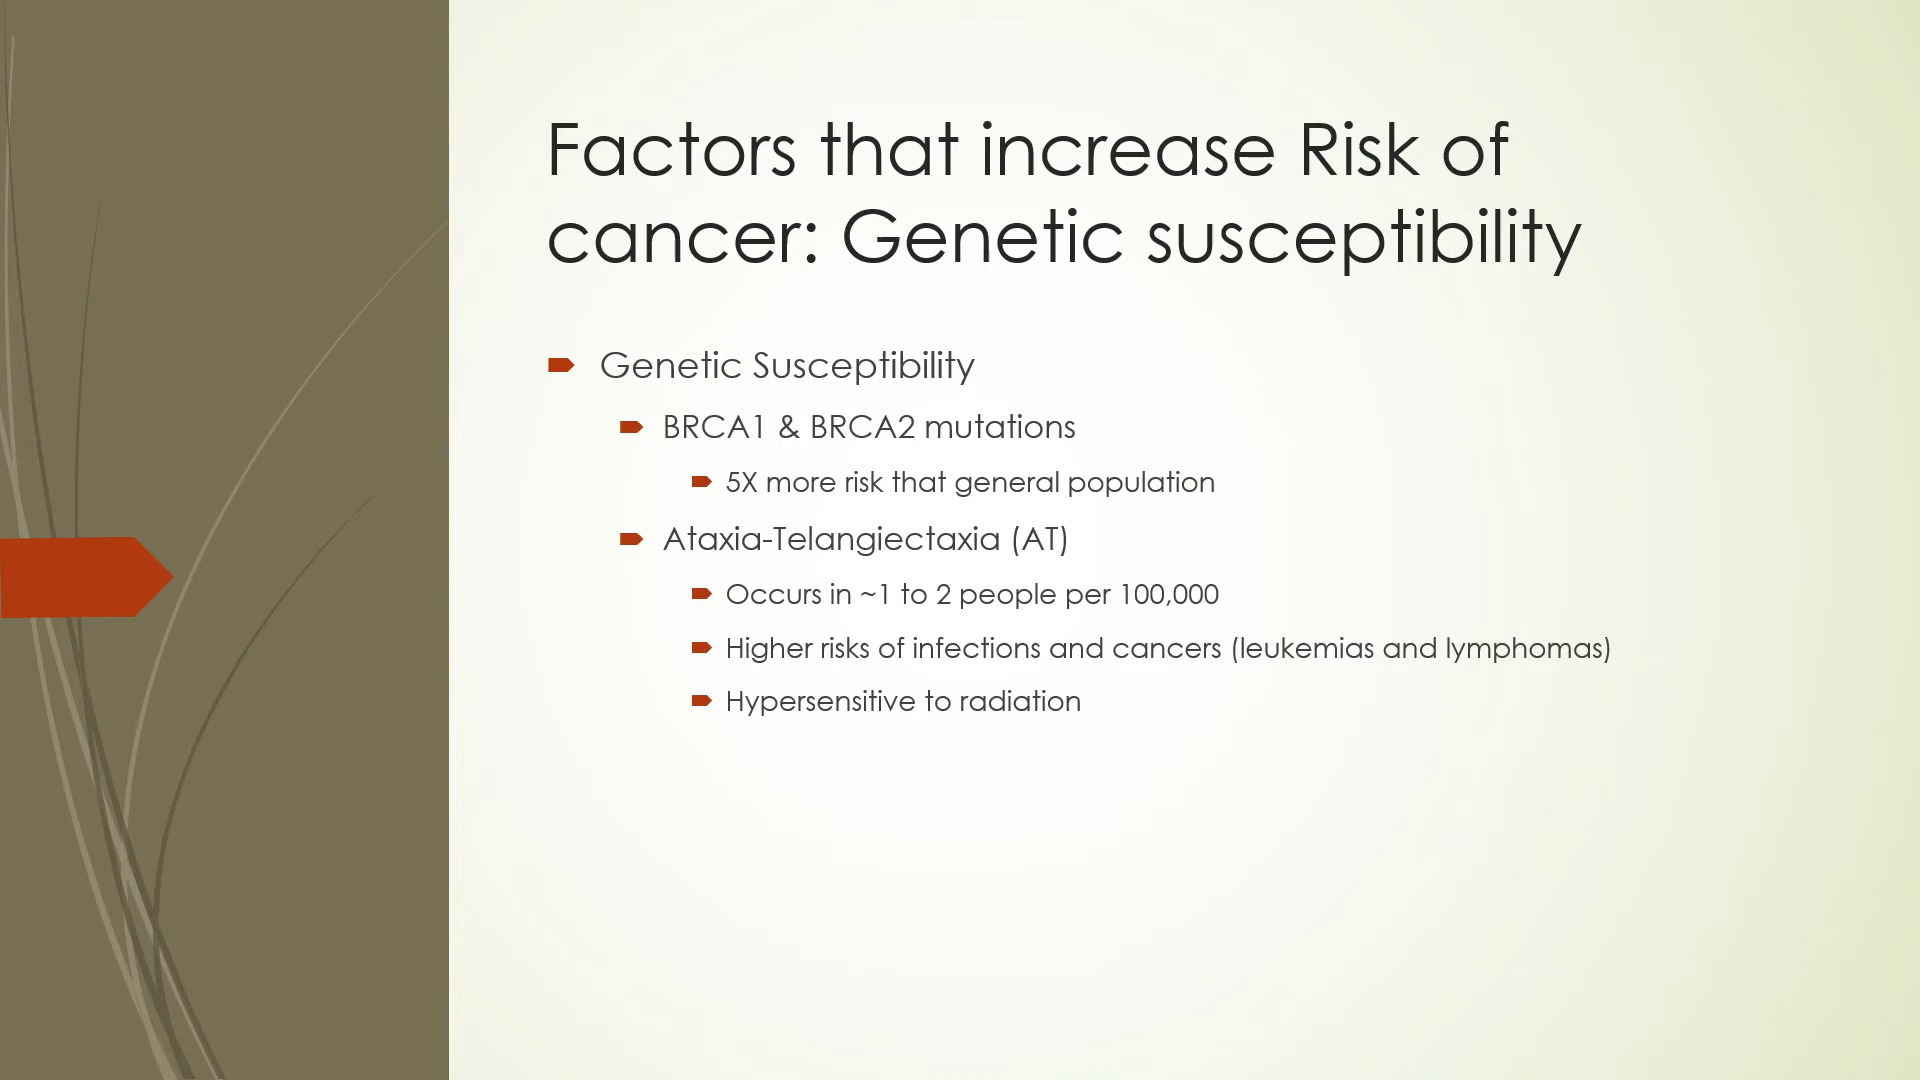 Factors that increase Risk of
cancer: Genetic susceptibility
Genetic Susceptibility
BRCA1 & BRCA2 mutations
5X more risk that general population
Ataxia-Telangiectaxia (AT)
Occurs in ~1 to 2 people per 100,000
Higher risks of infections and cancers (leukemias and lymphomas)
Hypersensitive to radiation